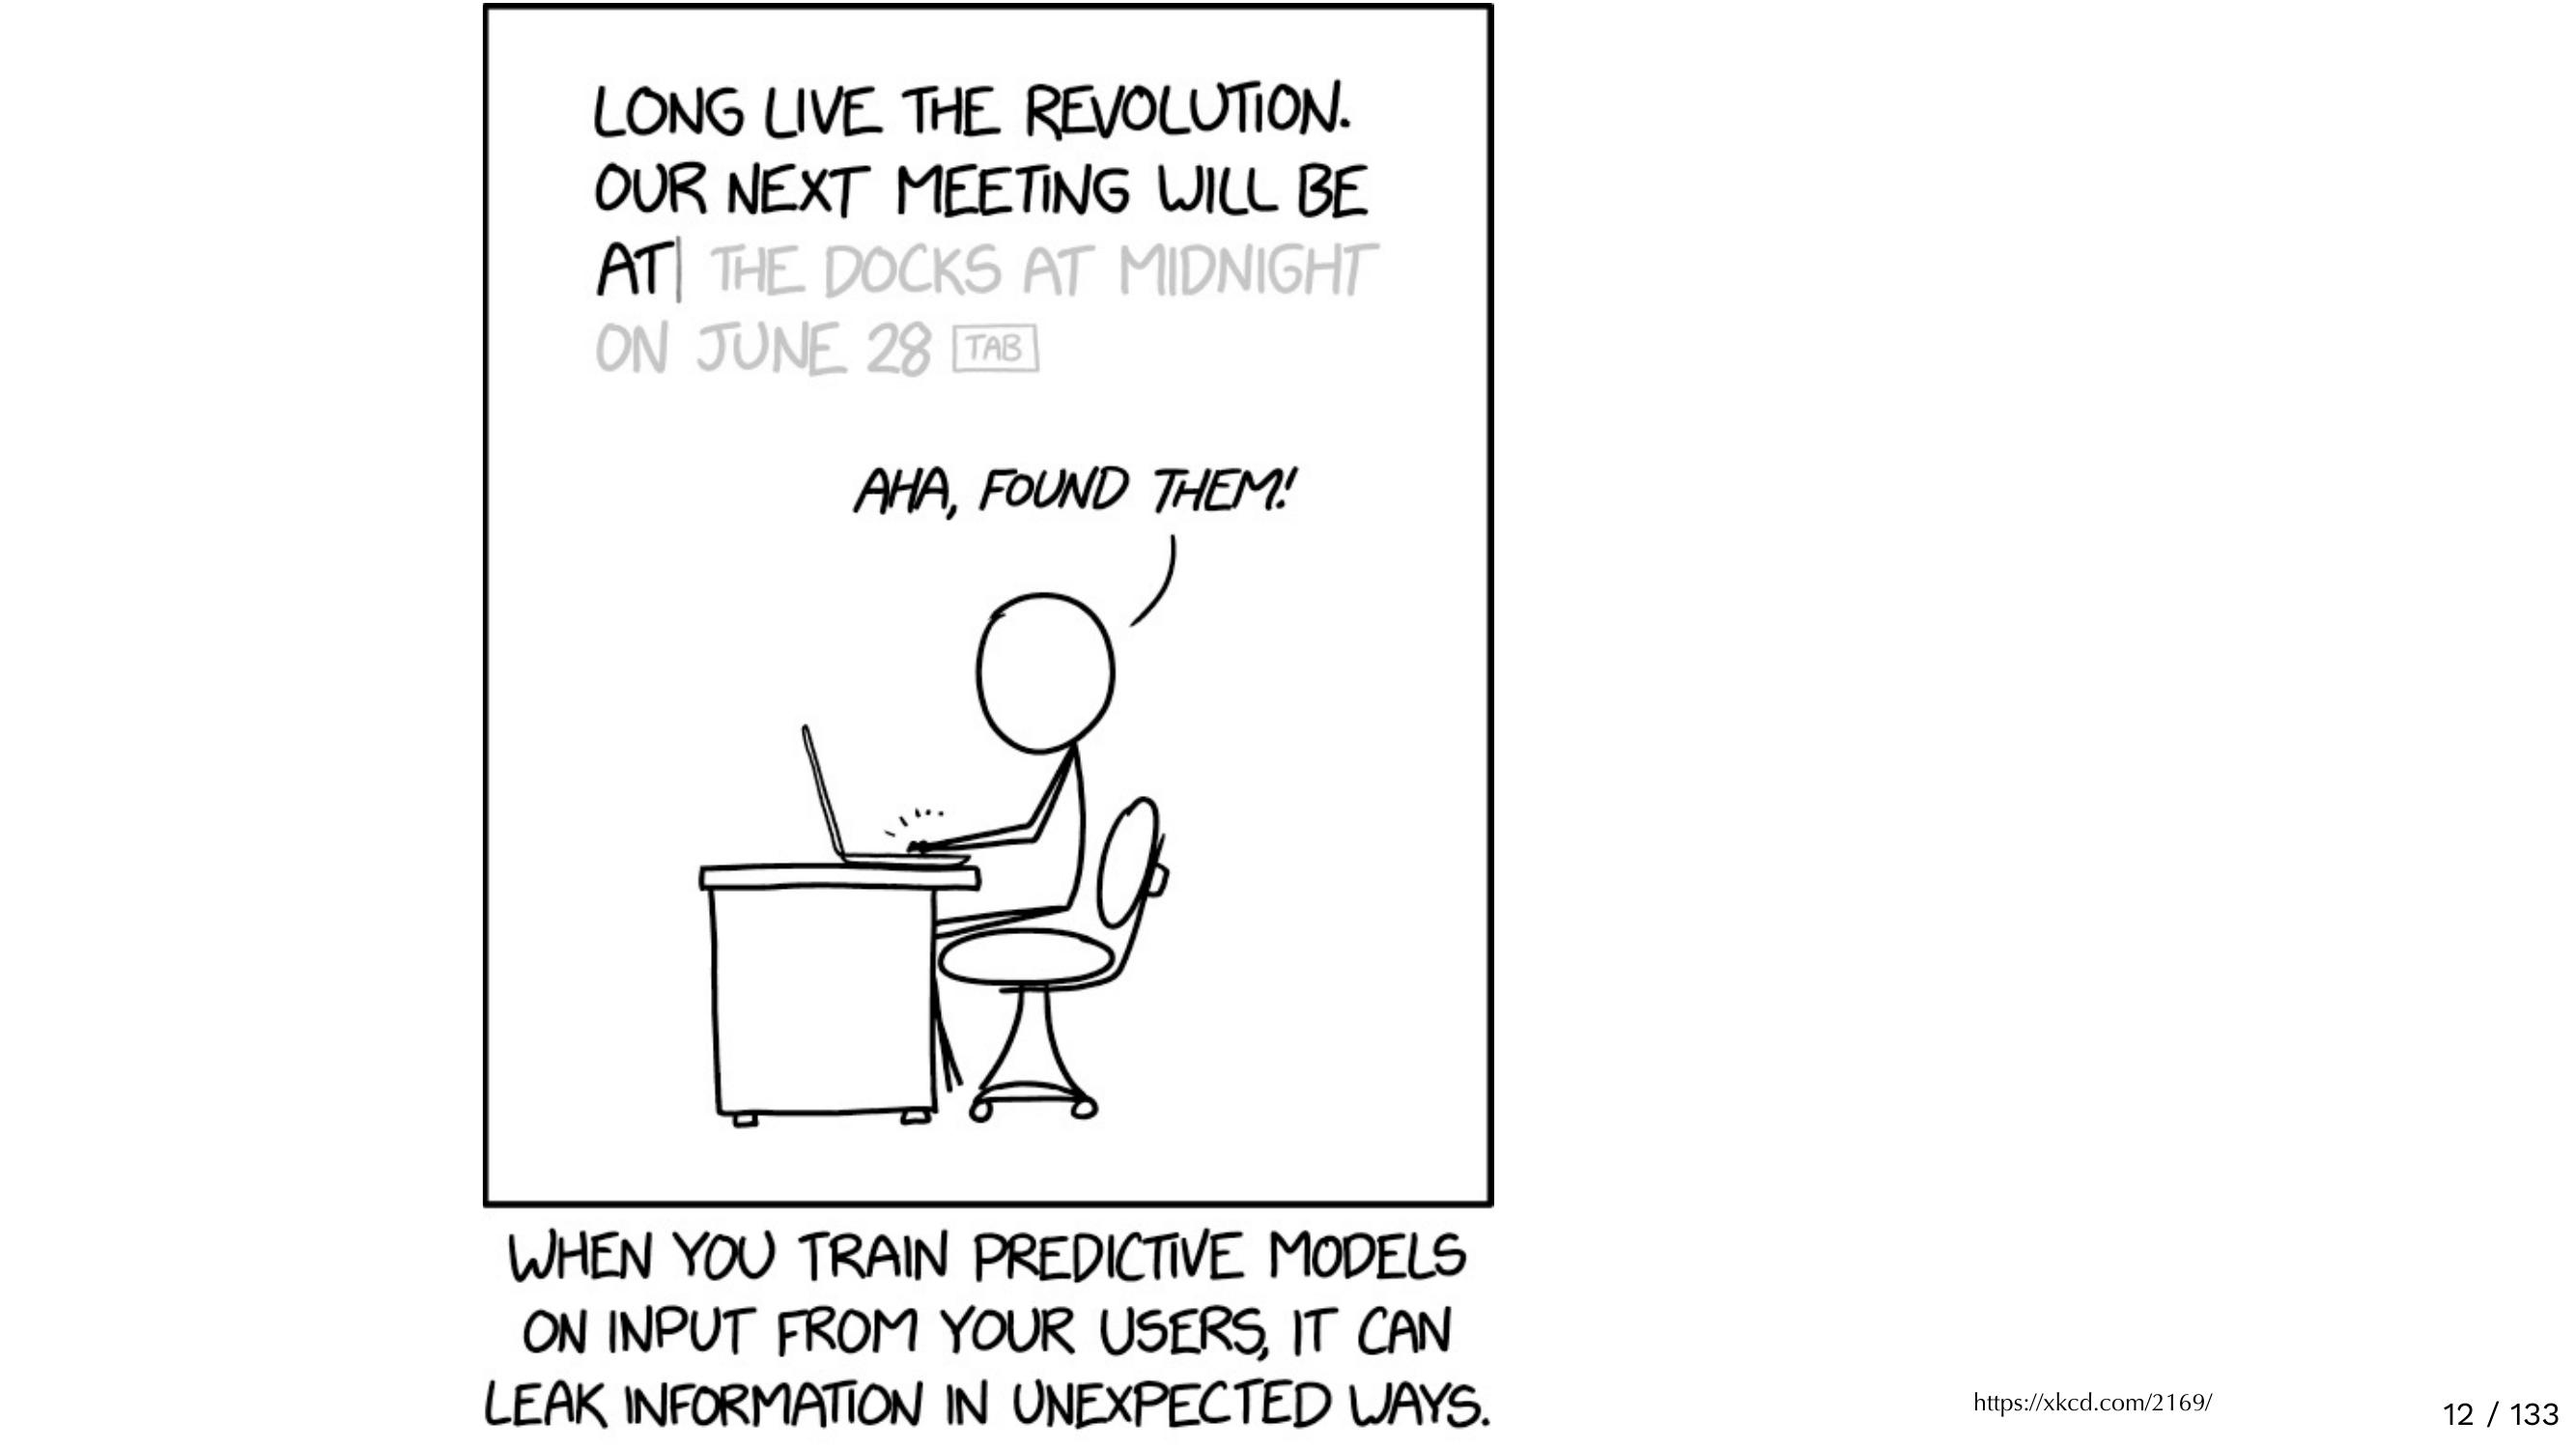 LONG LIVE THE REVOLUTION.
OUR NEXT MEETING WILL BE
AT| THE DOCKS AT MIDNIGHT
ON JUNE 28 TAB
AHA, FOUND THEM!
WHEN YOU TRAIN PREDICTIVE MODELS
ON INPUT FROM YOUR USERS, IT CAN
LEAK INFORMATION IN UNEXPECTED WAYS.
https://xkcd.com/2169/
12 / 133